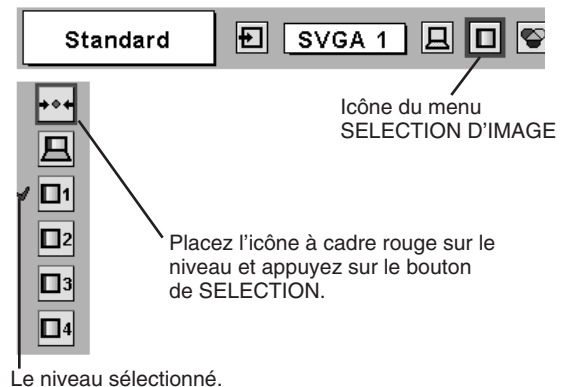 Standard
SVGA 1
Icône du menu
SELECTION D'IMAGE
1
2
3
4
Placez l'icône à cadre rouge sur le
niveau et appuyez sur le bouton
de SELECTION.
Le niveau sélectionné.